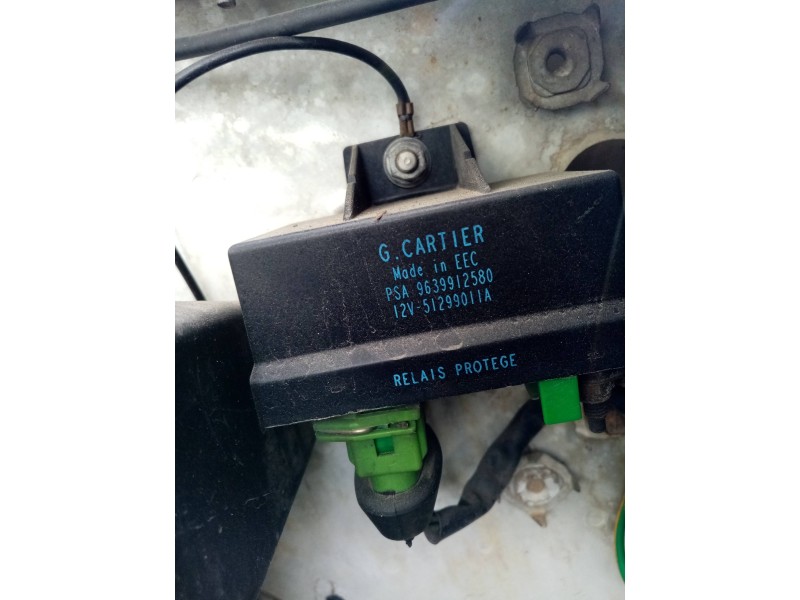 G. CARTIER
Made in EEC
PSA 9639912580
12V-51299011A
RELAIS PROTEGE